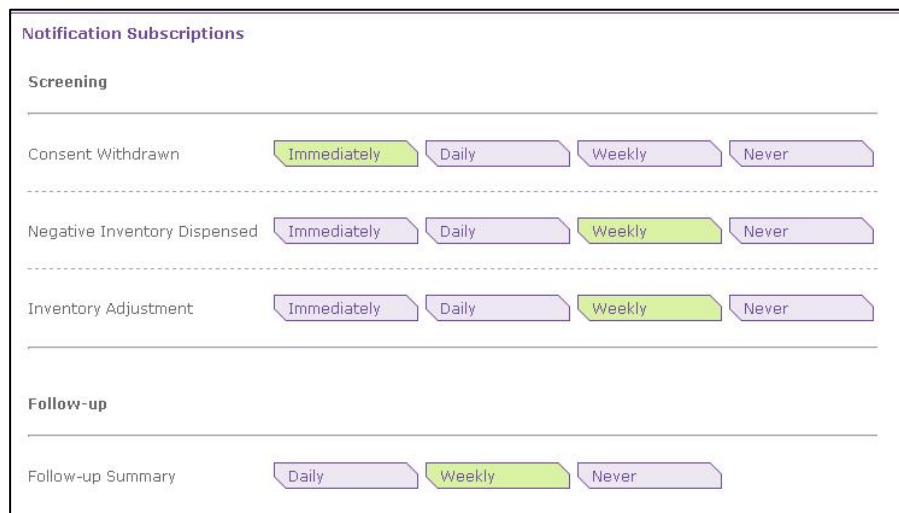 Notification Subscriptions
Screening
Consent Withdrawn Immediately Daily Weekly Never
Negative Inventory Dispensed Immediately Daily Weekly Never
Inventory Adjustment Immediately Daily Weekly Never
Follow-up
Follow-up Summary Daily Weekly Never